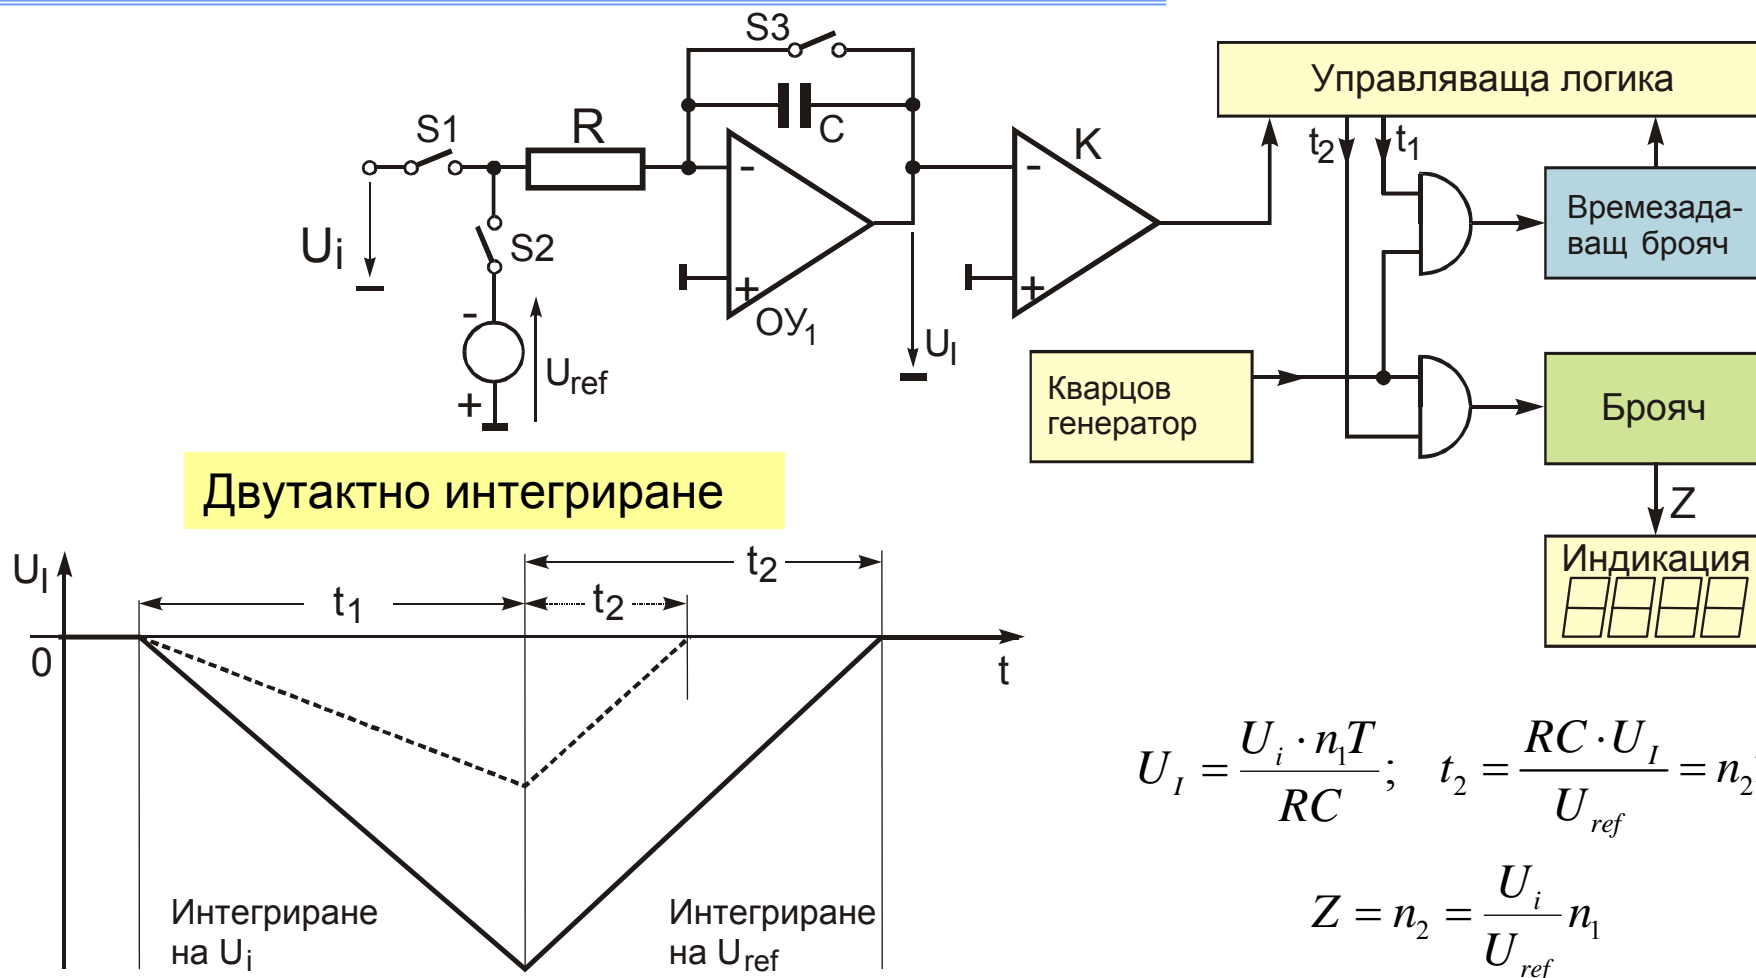 S3
Управляваща логика
S1
R
C
K
t2
t1
-
-
Времезада-
ващ брояч
Ui
S2
+
+
-
ОУ1
UI
Uref
+
Кварцов
генератор
Брояч
Двутактно интегриране
Z
Индикация
UI
t2
t1
t2
0
t
UI = Ui · n1T / RC; t2 = RC · UI / Uref = n2
Интегриране
на Ui
Интегриране
на Uref
Z = n2 = Ui / Uref n1